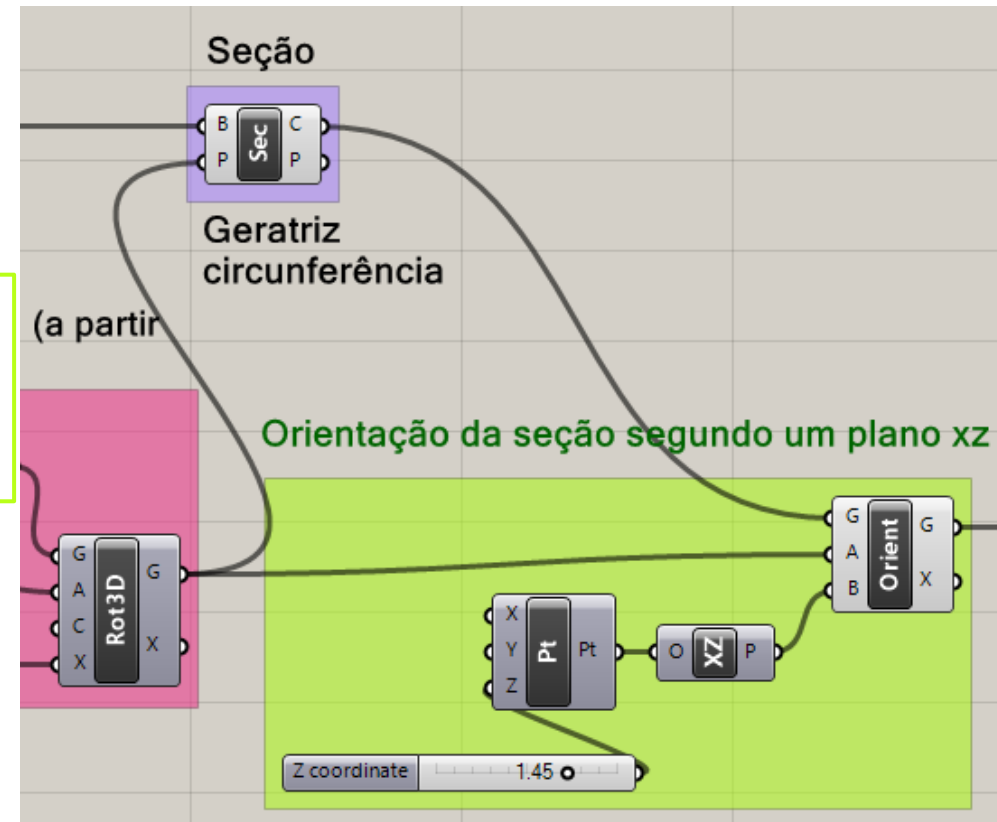 Seção
B Sec C
P P
Geratriz
circunferência
(a partir
Orientação da seção segundo um plano xz
G Rot3D G
A
C X
X
G Orient G
A
B X
X Pt Pt
Y
Z
O XZ P
Z coordinate 1.45